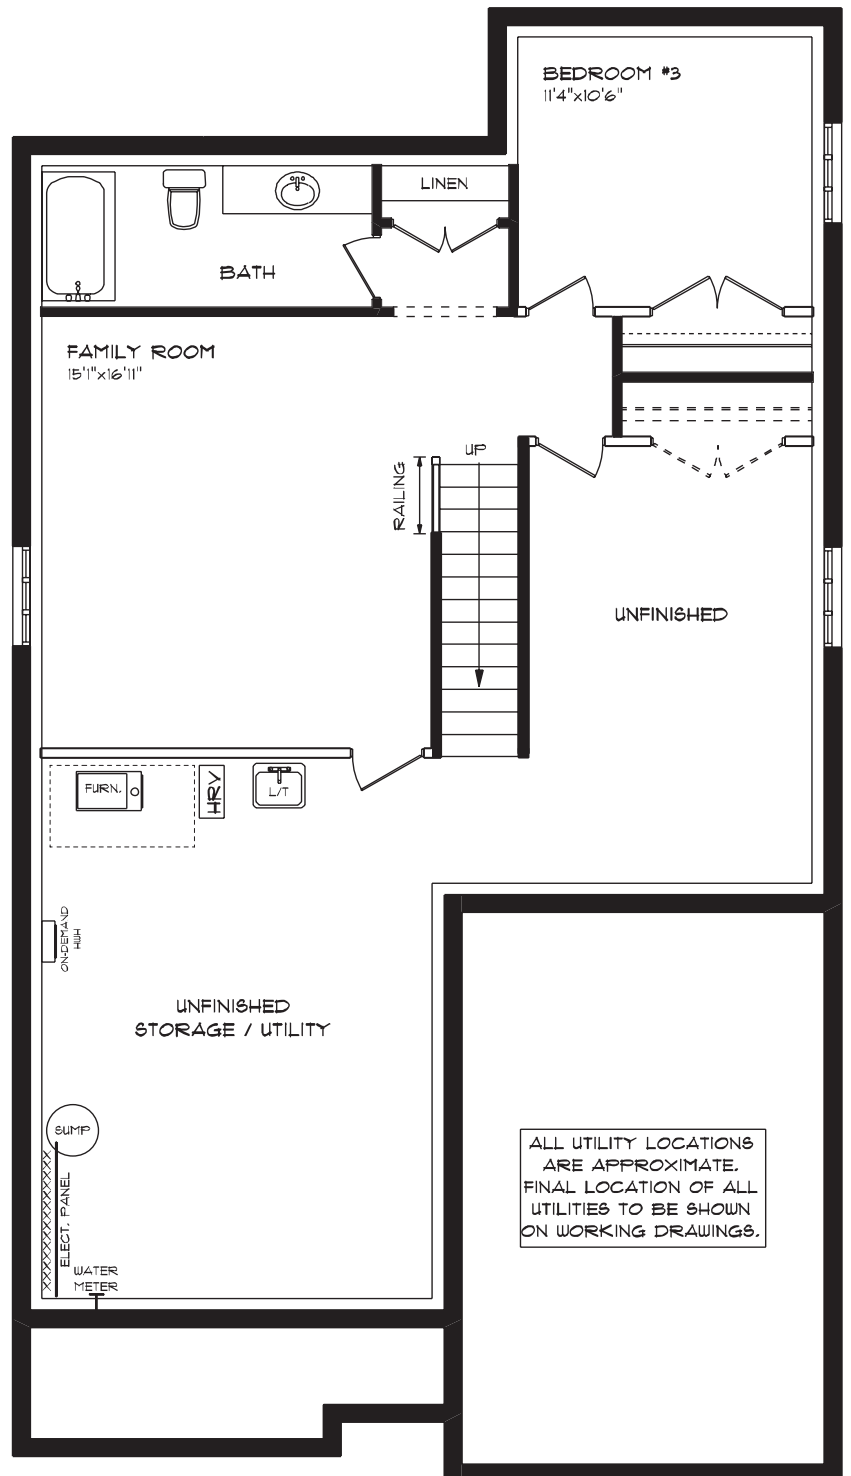 BEDROOM #3
11'4"x10'6"
LINEN
BATH
FAMILY ROOM
15'1"x16'11"
UP
RAILING
UNFINISHED
FURN.
HRV
L/T
ON-DEMAND
HWH
UNFINISHED
STORAGE / UTILITY
SUMP
ELECT. PANEL
WATER
METER
ALL UTILITY LOCATIONS
ARE APPROXIMATE.
FINAL LOCATION OF ALL
UTILITIES TO BE SHOWN
ON WORKING DRAWINGS.